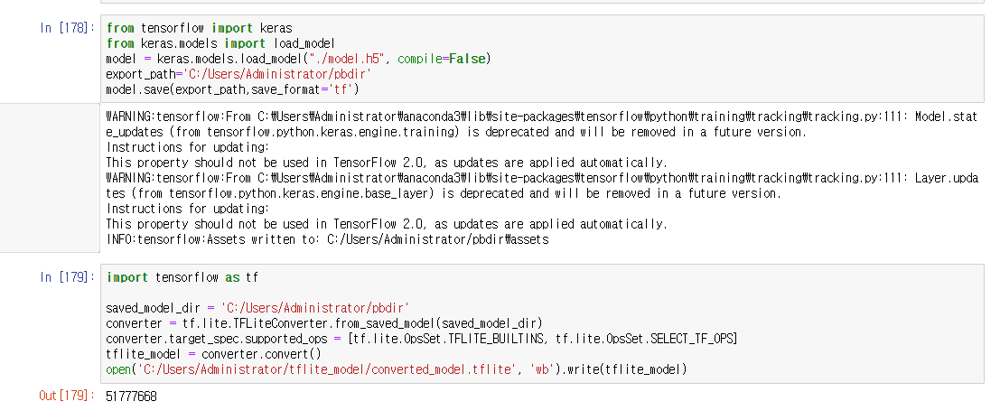 In [178]:
from tensorflow import keras
from keras.models import load_model
model = keras.models.load_model("./model.h5", compile=False)
export_path='C:/Users/Administrator/pbdir'
model.save(export_path,save_format='tf')
WARNING:tensorflow:From C:₩Users₩Administrator₩anaconda3₩lib₩site-packages₩tensorflow₩python₩training₩tracking₩tracking.py:111: Model.stat
e_updates (from tensorflow.python.keras.engine.training) is deprecated and will be removed in a future version.
Instructions for updating:
This property should not be used in TensorFlow 2.0, as updates are applied automatically.
WARNING:tensorflow:From C:₩Users₩Administrator₩anaconda3₩lib₩site-packages₩tensorflow₩python₩training₩tracking₩tracking.py:111: Layer.upda
tes (from tensorflow.python.keras.engine.base_layer) is deprecated and will be removed in a future version.
Instructions for updating:
This property should not be used in TensorFlow 2.0, as updates are applied automatically.
INFO:tensorflow:Assets written to: C:/Users/Administrator/pbdir₩assets
In [179]:
import tensorflow as tf
saved_model_dir = 'C:/Users/Administrator/pbdir'
converter = tf.lite.TFLiteConverter.from_saved_model(saved_model_dir)
converter.target_spec.supported_ops = [tf.lite.OpsSet.TFLITE_BUILTINS, tf.lite.OpsSet.SELECT_TF_OPS]
tflite_model = converter.convert()
open('C:/Users/Administrator/tflite_model/converted_model.tflite', 'wb').write(tflite_model)
Out[179]: 51777668